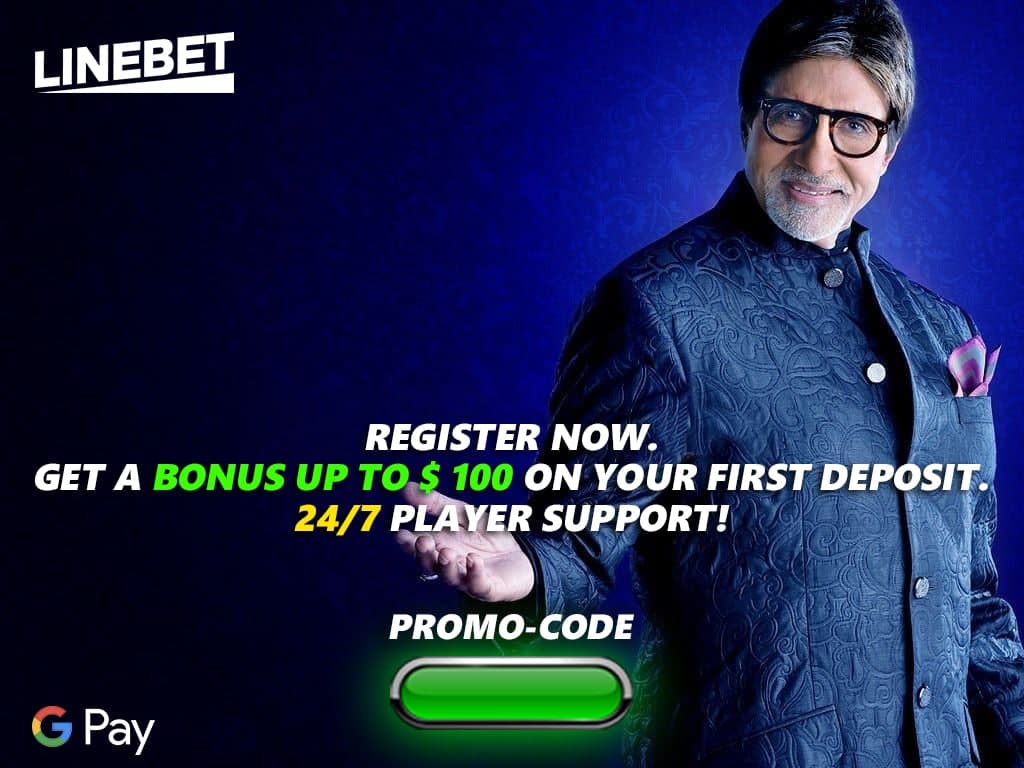 LINEBET
REGISTER NOW.
GET A BONUS UP TO $ 100 ON YOUR FIRST DEPOSIT.
24/7 PLAYER SUPPORT!
PROMO-CODE
G Pay